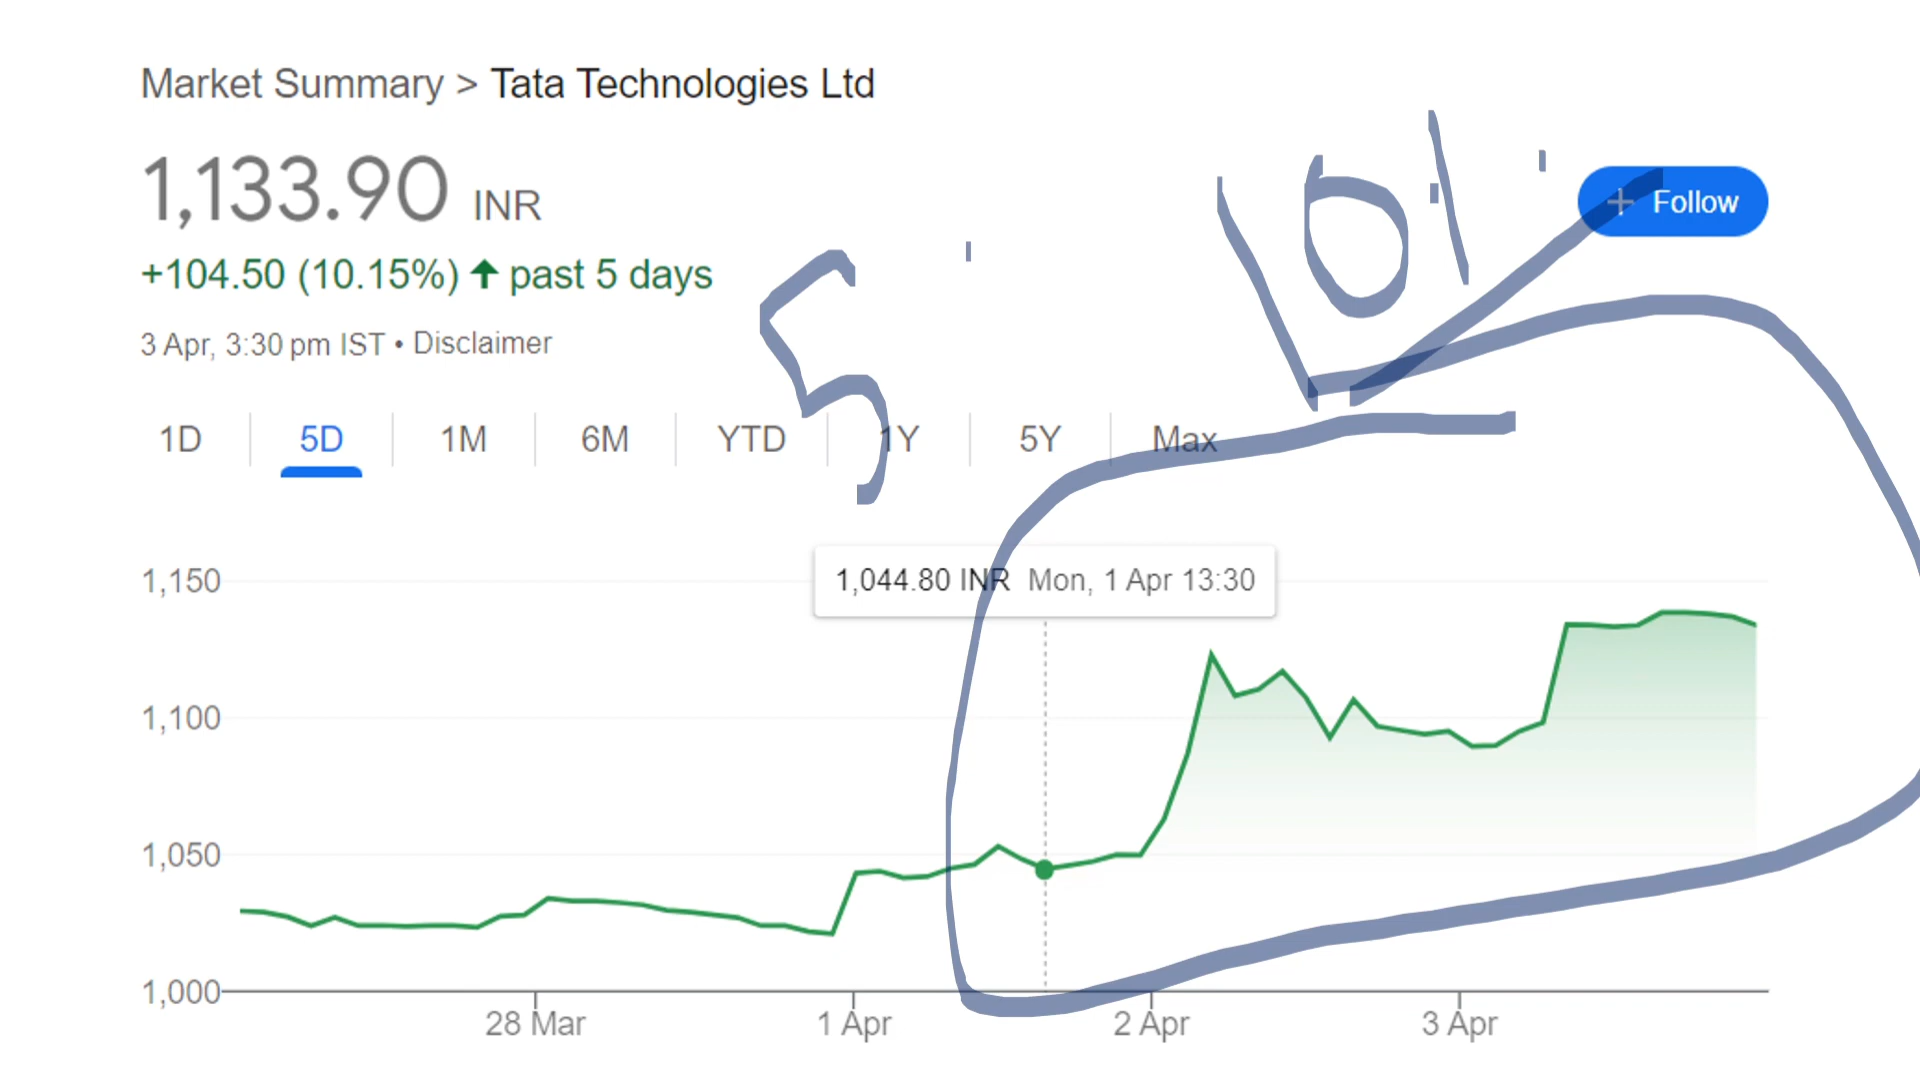 Market Summary > Tata Technologies Ltd
1,133.90 INR
+104.50 (10.15%) ↑ past 5 days
3 Apr, 3:30 pm IST • Disclaimer
+ Follow
5
10%
1D 5D 1M 6M YTD 1Y 5Y Max
1,044.80 INR Mon, 1 Apr 13:30
1,150
1,100
1,050
1,000
28 Mar 1 Apr 2 Apr 3 Apr